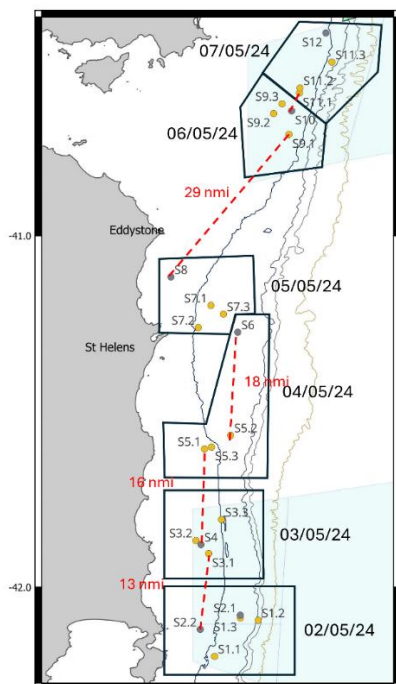 07/05/24
S12
S11.3
S11.2
S9.3
S11.1
S10
S9.2
06/05/24
S9.1
29 nmi
Eddystone
-41.0
S8
05/05/24
S7.1
S7.3
S7.2
S6
St Helens
18 nmi
04/05/24
S5.2
S5.1
S5.3
16 nmi
S3.3
03/05/24
S3.2
S4
S3.1
-42.0
13 nmi
S2.1
S1.2
S2.2
S1.3
02/05/24
S1.1